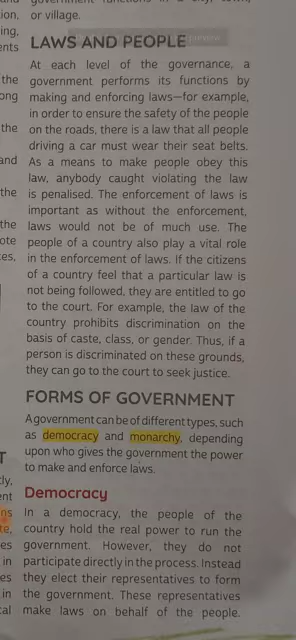 government functions in a city, town,
or village.
LAWS AND PEOPLE
At each level of the governance, a
government performs its functions by
making and enforcing laws—for example,
in order to ensure the safety of the people
on the roads, there is a law that all people
driving a car must wear their seat belts.
As a means to make people obey this
law, anybody caught violating the law
is penalised. The enforcement of laws is
important as without the enforcement,
laws would not be of much use. The
people of a country also play a vital role
in the enforcement of laws. If the citizens
of a country feel that a particular law is
not being followed, they are entitled to go
to the court. For example, the law of the
country prohibits discrimination on the
basis of caste, class, or gender. Thus, if a
person is discriminated on these grounds,
they can go to the court to seek justice.
FORMS OF GOVERNMENT
A government can be of different types, such
as democracy and monarchy, depending
upon who gives the government the power
to make and enforce laws.
Democracy
In a democracy, the people of the
country hold the real power to run the
government. However, they do not
participate directly in the process. Instead
they elect their representatives to form
the government. These representatives
make laws on behalf of the people.